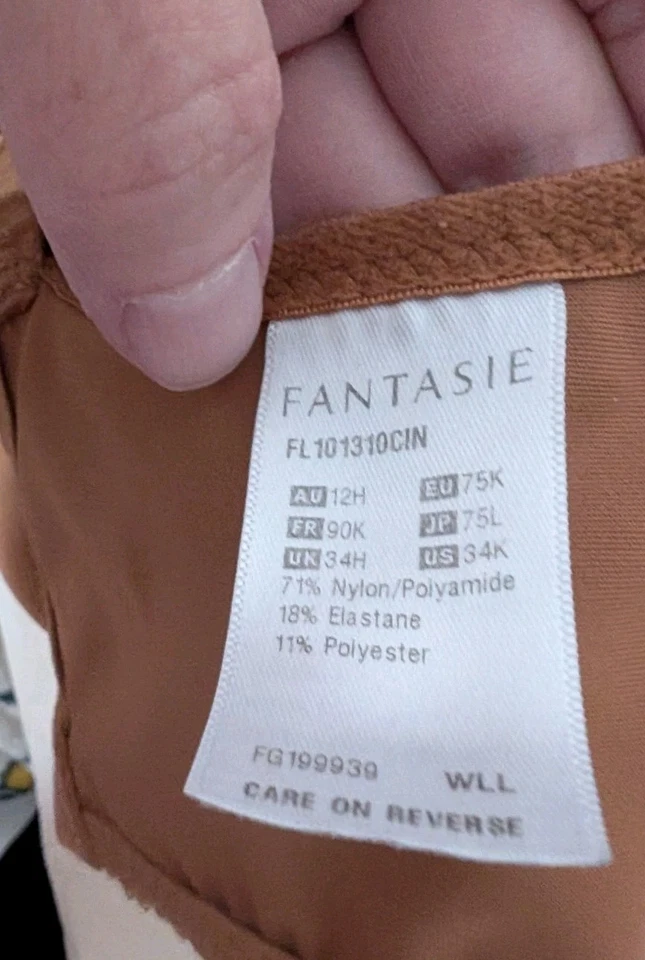 FANTASIE
FL101310CIN
AU 12H EU 75K
FR 90K JP 75L
UK 34H US 34K
71% Nylon/Polyamide
18% Elastane
11% Polyester
FG199939 WLL
CARE ON REVERSE